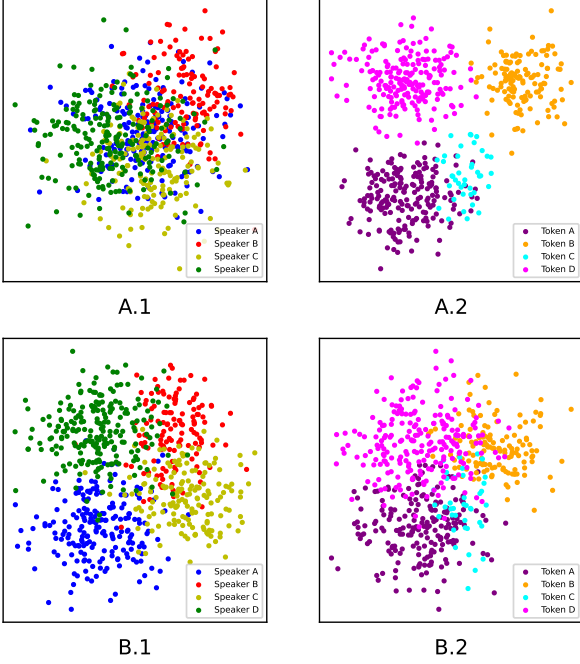 Speaker A
Speaker B
Speaker C
Speaker D
A.1
Token A
Token B
Token C
Token D
A.2
Speaker A
Speaker B
Speaker C
Speaker D
B.1
Token A
Token B
Token C
Token D
B.2